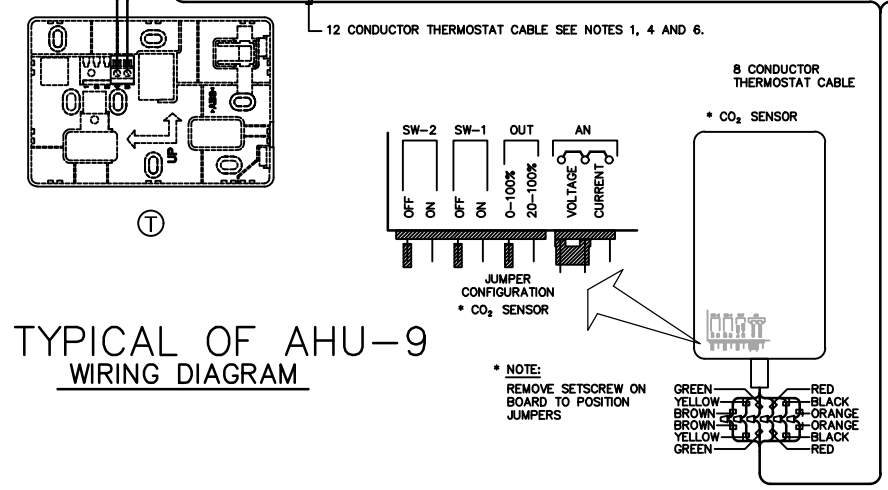 12 CONDUCTOR THERMOSTAT CABLE SEE NOTES 1, 4 AND 6.
8 CONDUCTOR
THERMOSTAT CABLE
* CO₂ SENSOR
SW-2 SW-1 OUT AN
OFF
ON
OFF
ON
0-100%
20-100%
VOLTAGE
CURRENT
UP
T
JUMPER
CONFIGURATION
* CO₂ SENSOR
TYPICAL OF AHU-9
WIRING DIAGRAM
* NOTE:
REMOVE SETSCREW ON
BOARD TO POSITION
JUMPERS
GREEN RED
YELLOW BLACK
BROWN ORANGE
BROWN ORANGE
YELLOW BLACK
GREEN RED